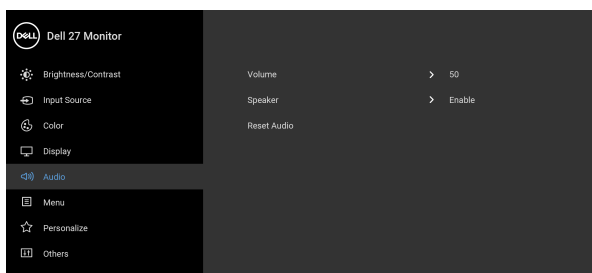 DELL Dell 27 Monitor
Brightness/Contrast
Input Source
Color
Display
Audio
Menu
Personalize
Others
Volume > 50
Speaker > Enable
Reset Audio